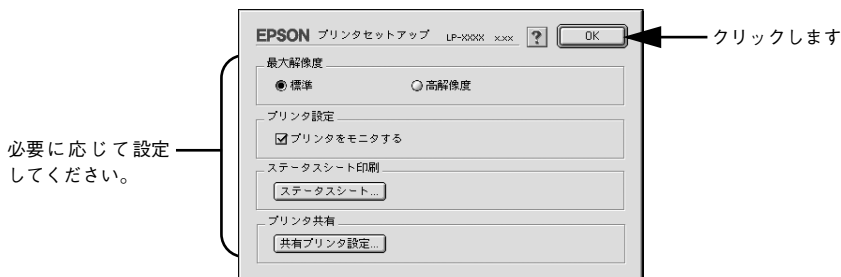 EPSON プリンタセットアップ LP-XXXX x.xx ? OK
クリックします
最大解像度
標準 高解像度
プリンタ設定
プリンタをモニタする
必要に応じて設定
してください。
ステータスシート印刷
ステータスシート...
プリンタ共有
共有プリンタ設定...